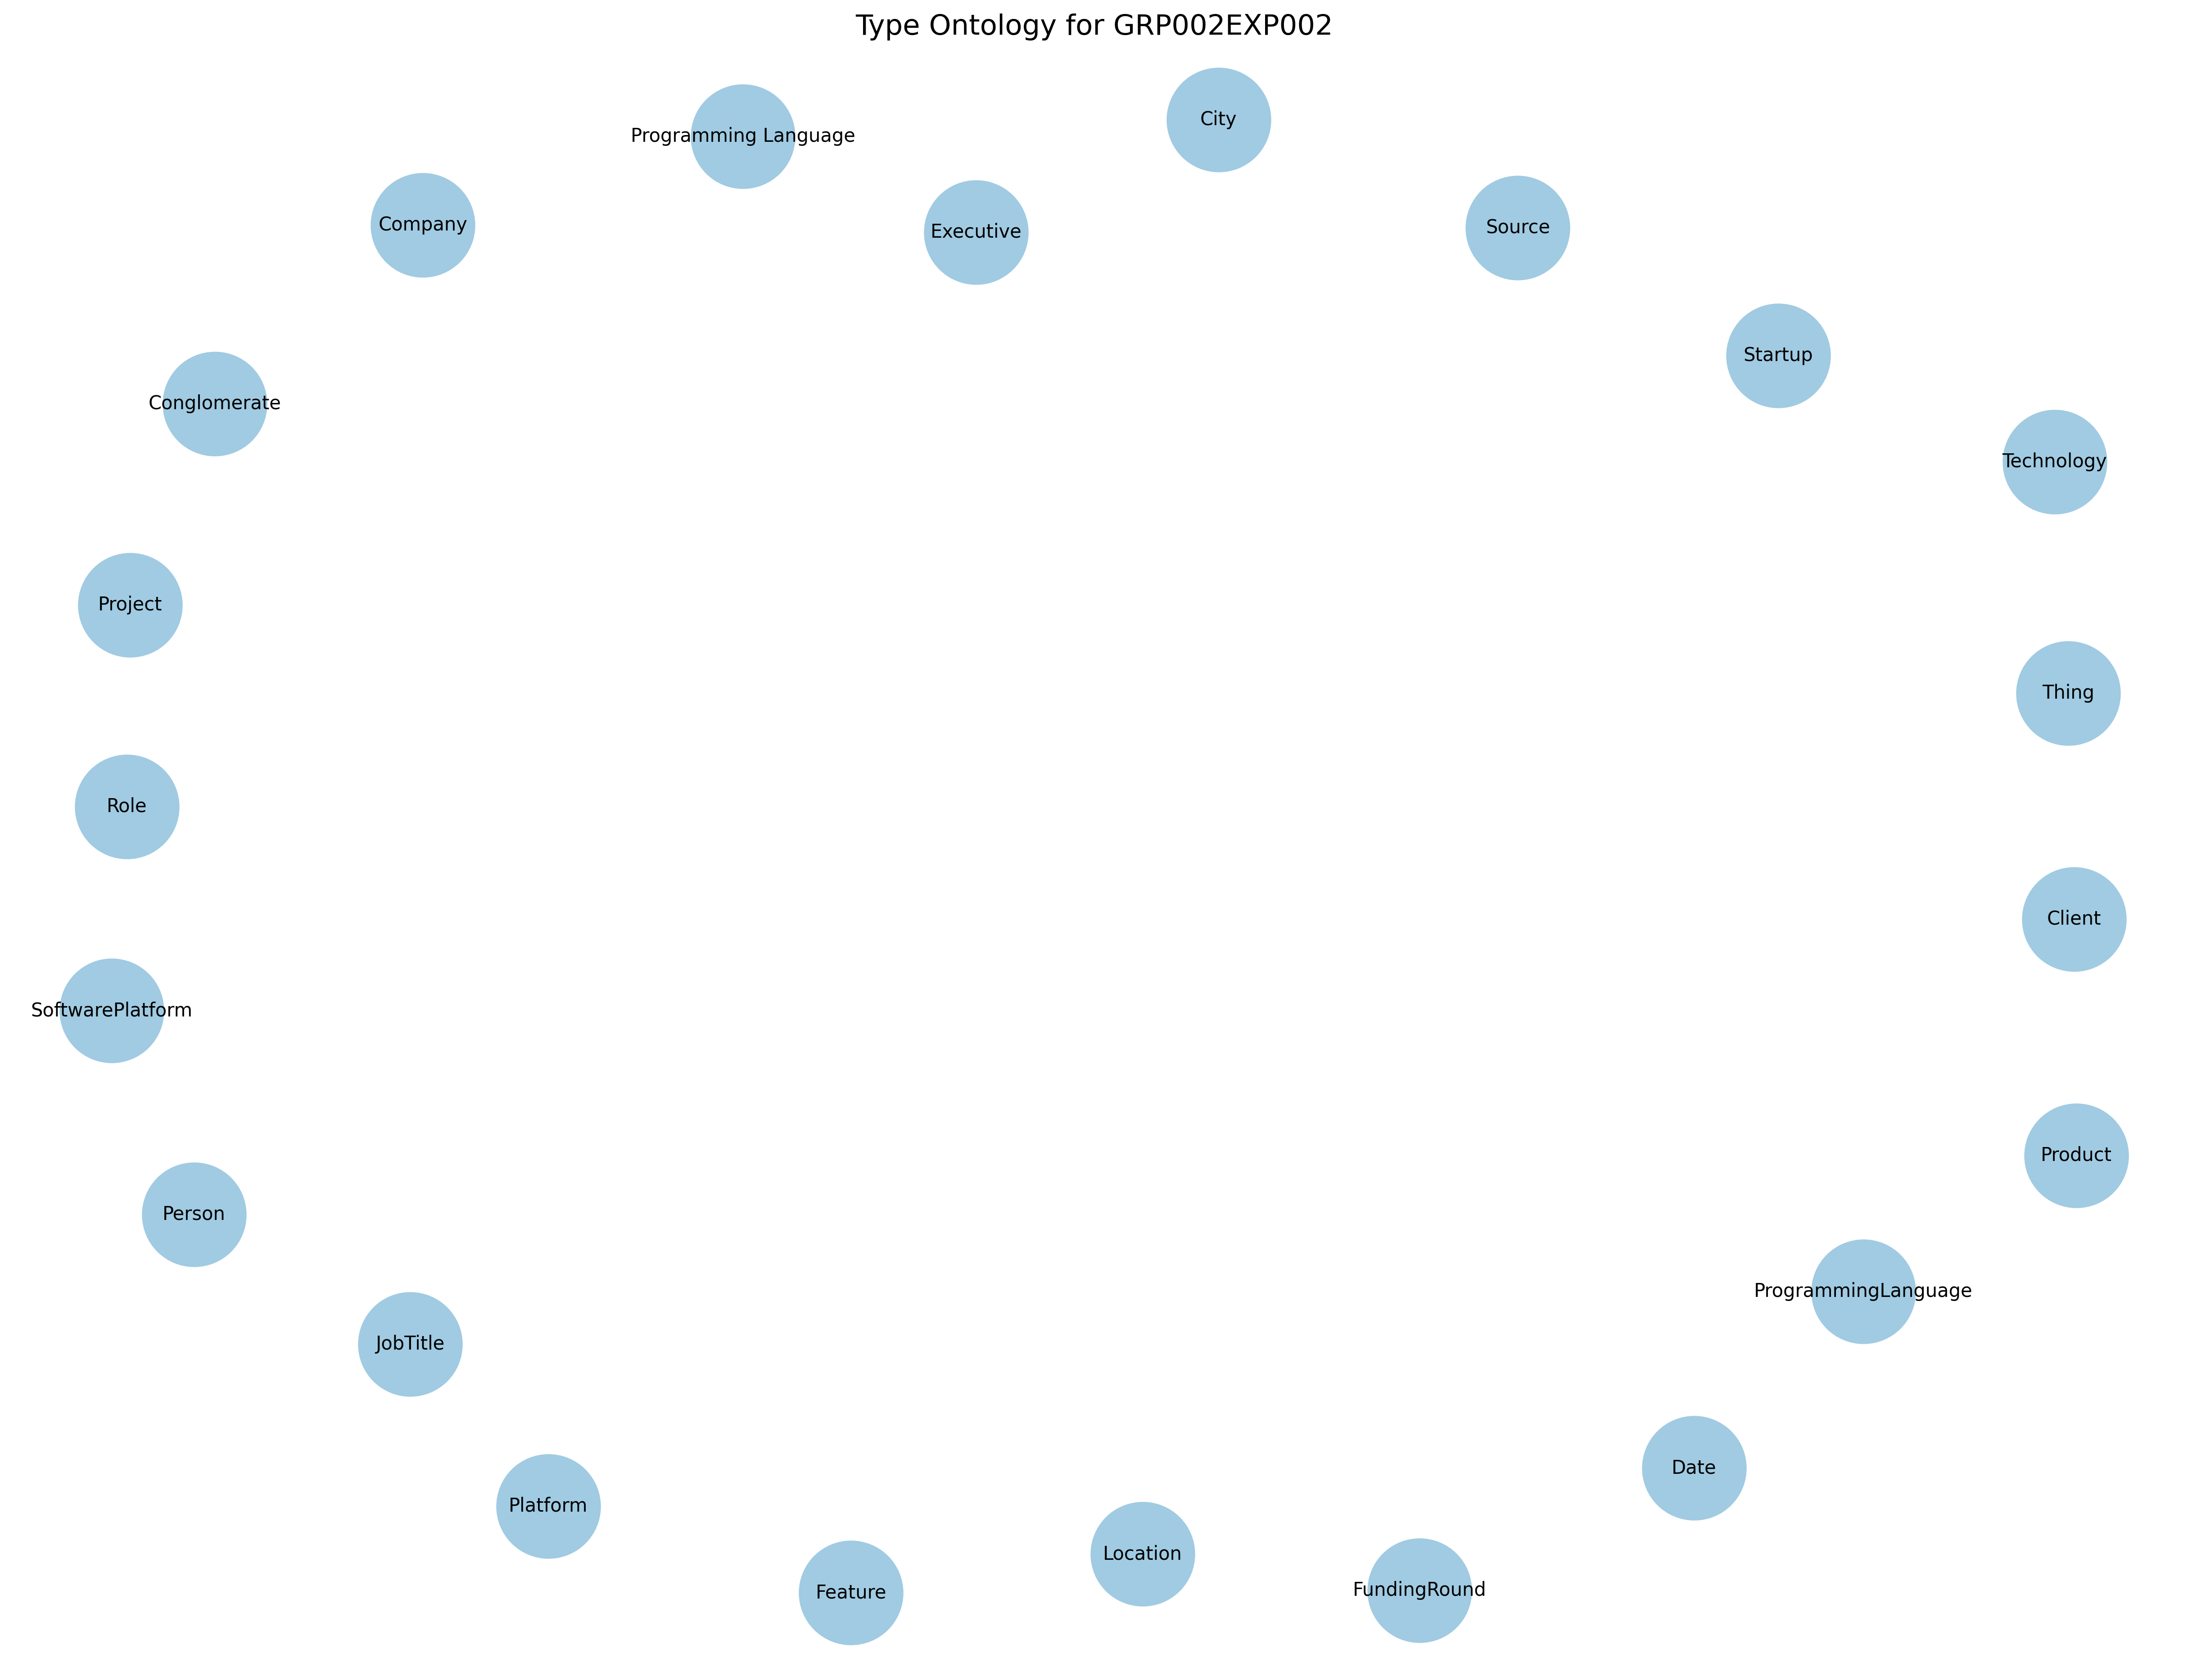 Type Ontology for GRP002EXP002
City
Programming Language
Company
Source
Executive
Startup
Conglomerate
Technology
Project
Thing
Role
Client
SoftwarePlatform
Product
Person
ProgrammingLanguage
JobTitle
Date
Platform
Location
FundingRound
Feature